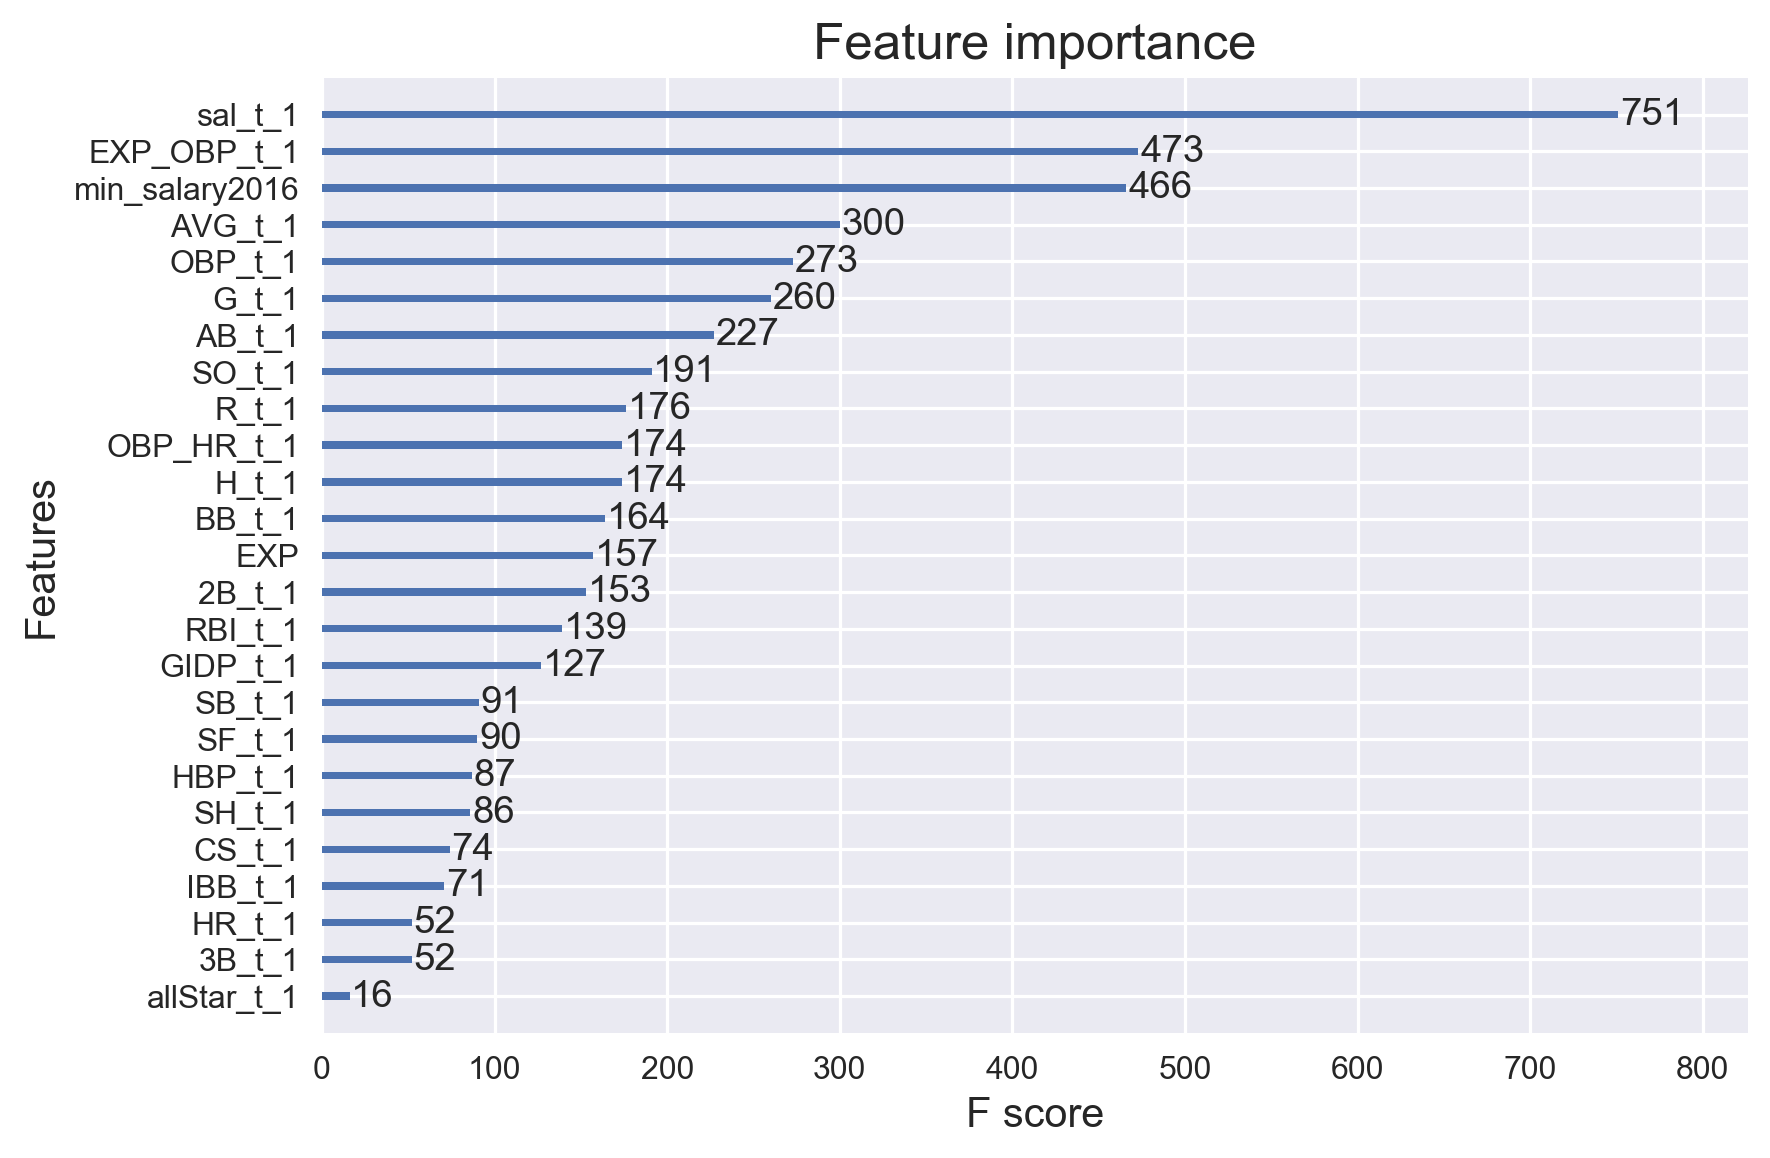 Feature importance
sal_t_1 751
EXP_OBP_t_1 473
min_salary2016 466
AVG_t_1 300
OBP_t_1 273
G_t_1 260
AB_t_1 227
SO_t_1 191
R_t_1 176
OBP_HR_t_1 174
H_t_1 174
BB_t_1 164
EXP 157
2B_t_1 153
RBI_t_1 139
GIDP_t_1 127
SB_t_1 91
SF_t_1 90
HBP_t_1 87
SH_t_1 86
CS_t_1 74
IBB_t_1 71
HR_t_1 52
3B_t_1 52
allStar_t_1 16
Features
0 100 200 300 400 500 600 700 800
F score